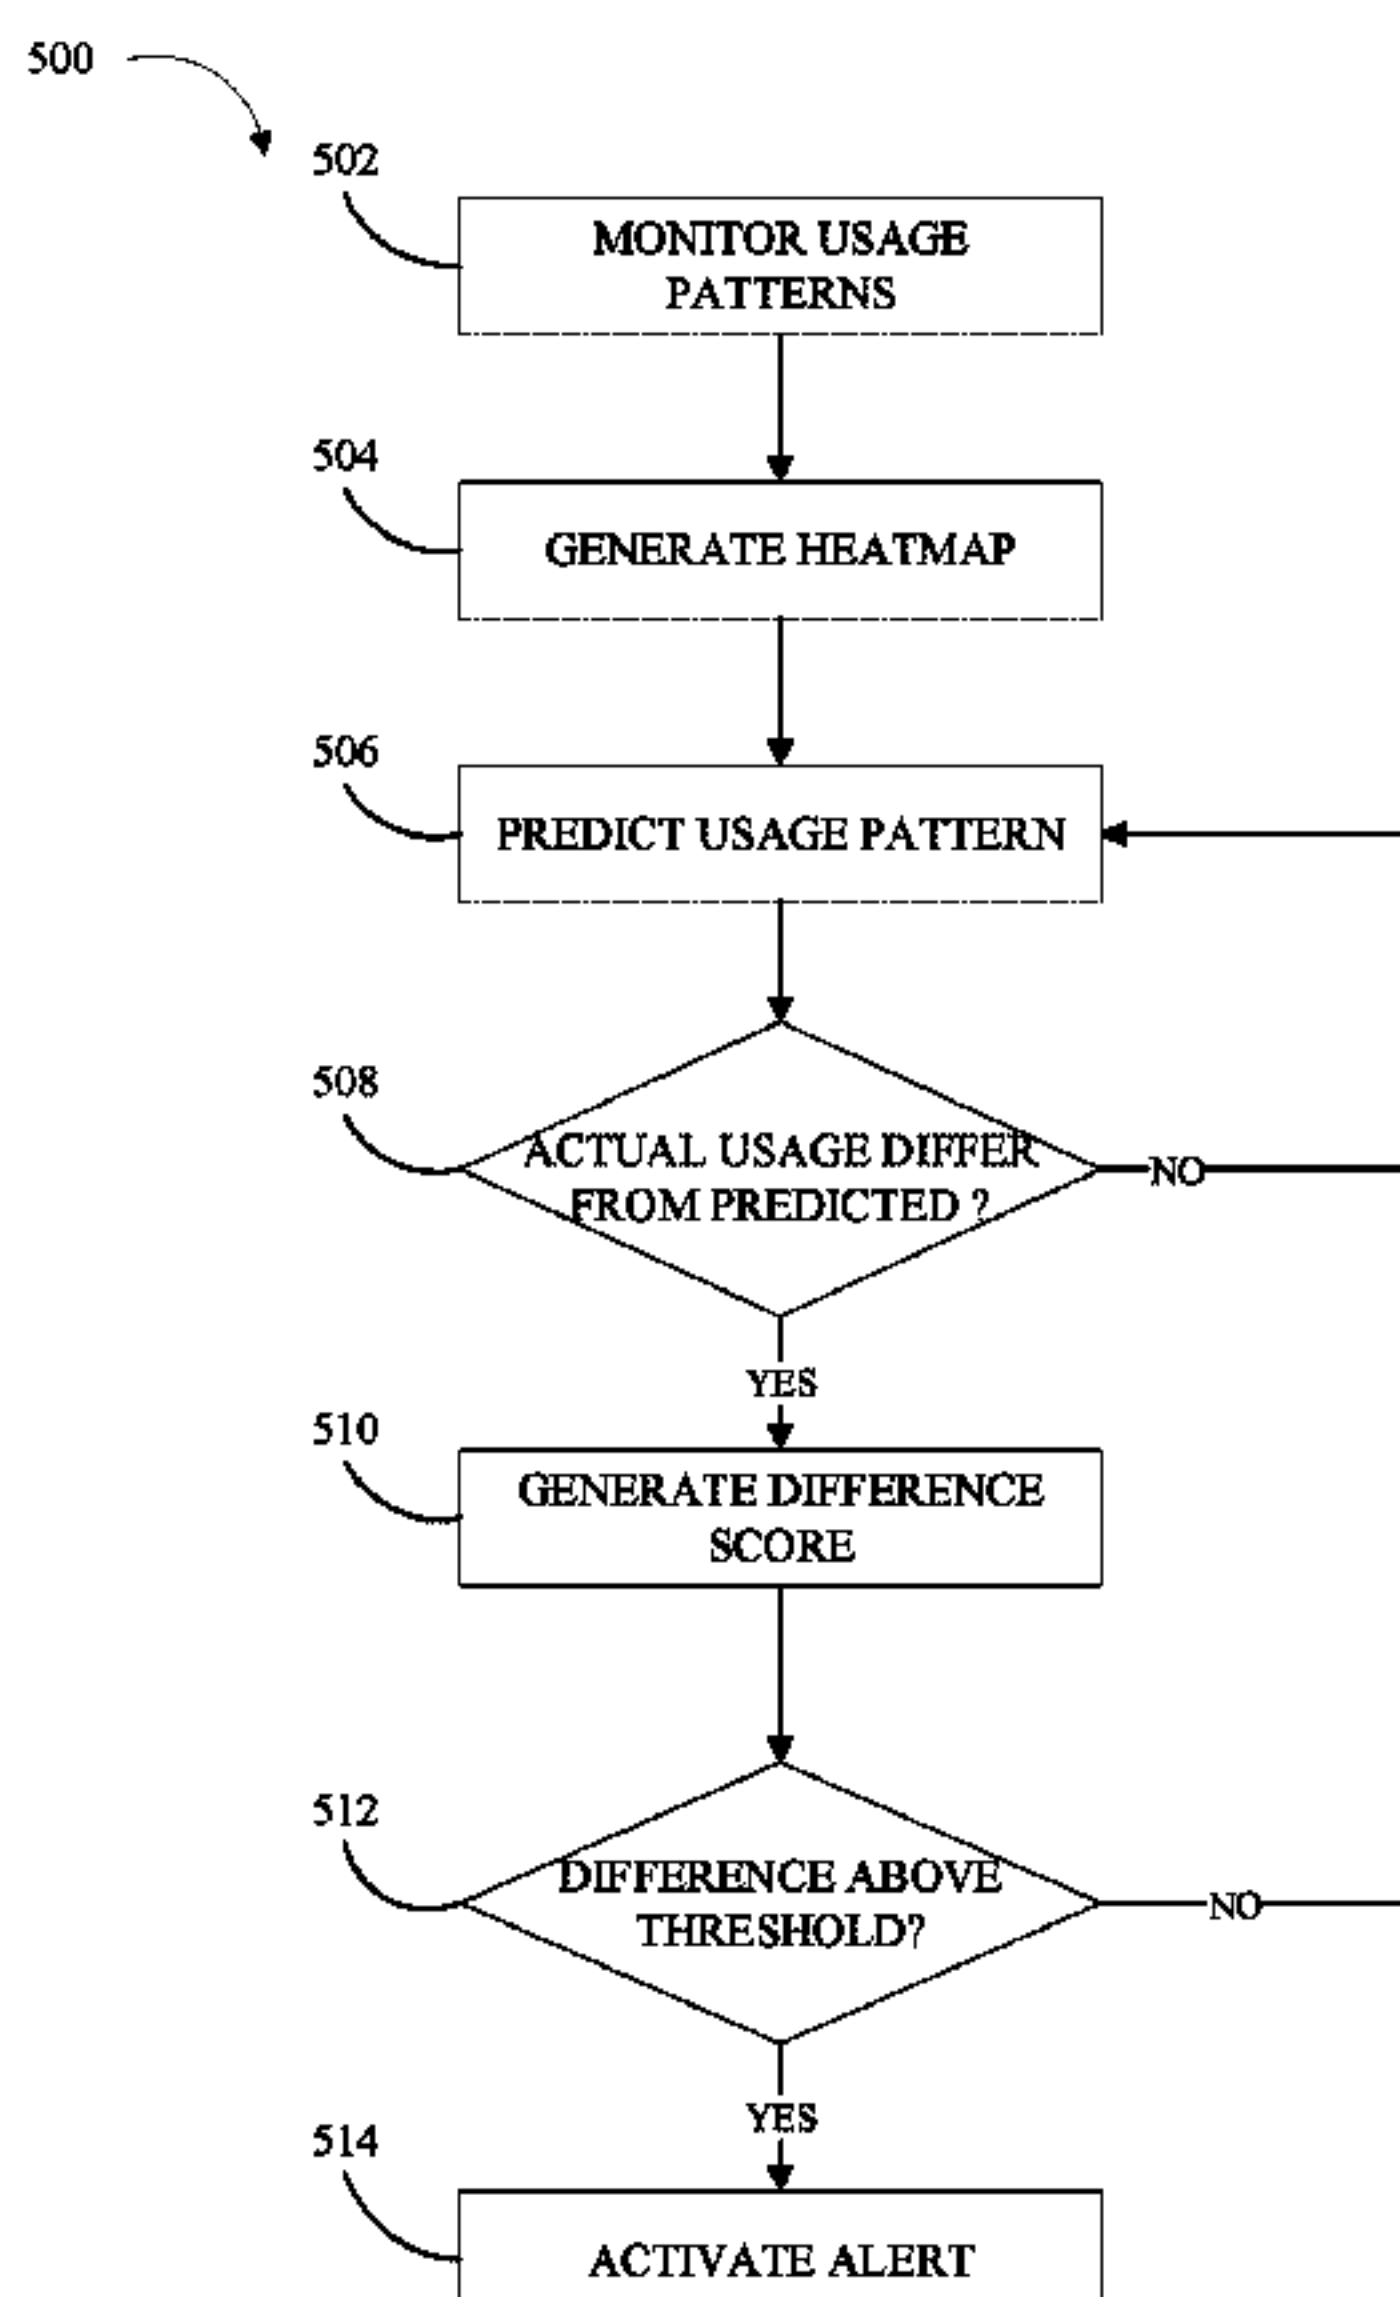 500
502
MONITOR USAGE
PATTERNS
504
GENERATE HEATMAP
506
PREDICT USAGE PATTERN
508
ACTUAL USAGE DIFFER
FROM PREDICTED ?
NO
YES
510
GENERATE DIFFERENCE
SCORE
512
DIFFERENCE ABOVE
THRESHOLD?
NO
YES
514
ACTIVATE ALERT